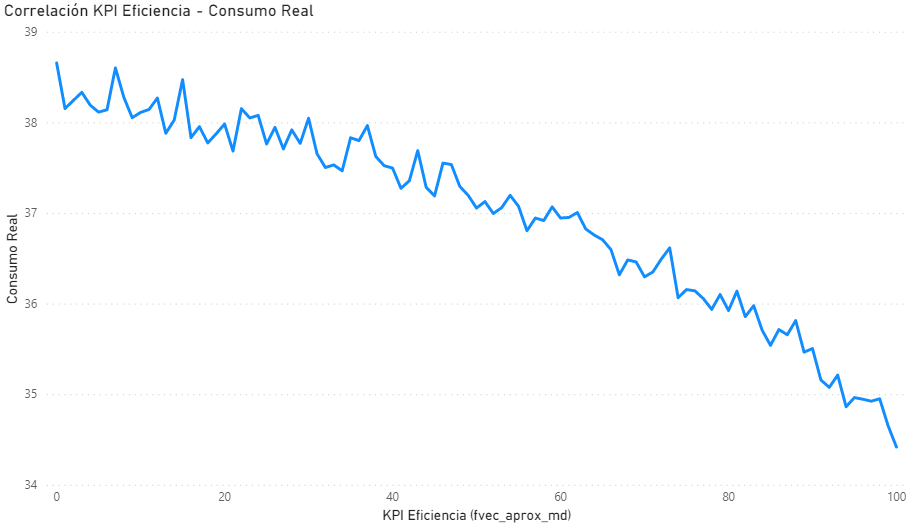 Correlación KPI Eficiencia - Consumo Real
39
38
37
36
35
34
Consumo Real
0 20 40 60 80 100
KPI Eficiencia (fvec_aprox_md)